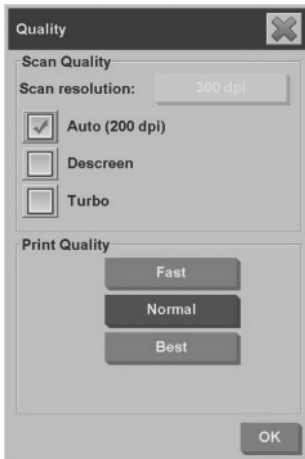 Quality
Scan Quality
Scan resolution: 300 dpi
Auto (200 dpi)
Descreen
Turbo
Print Quality
Fast
Normal
Best
OK